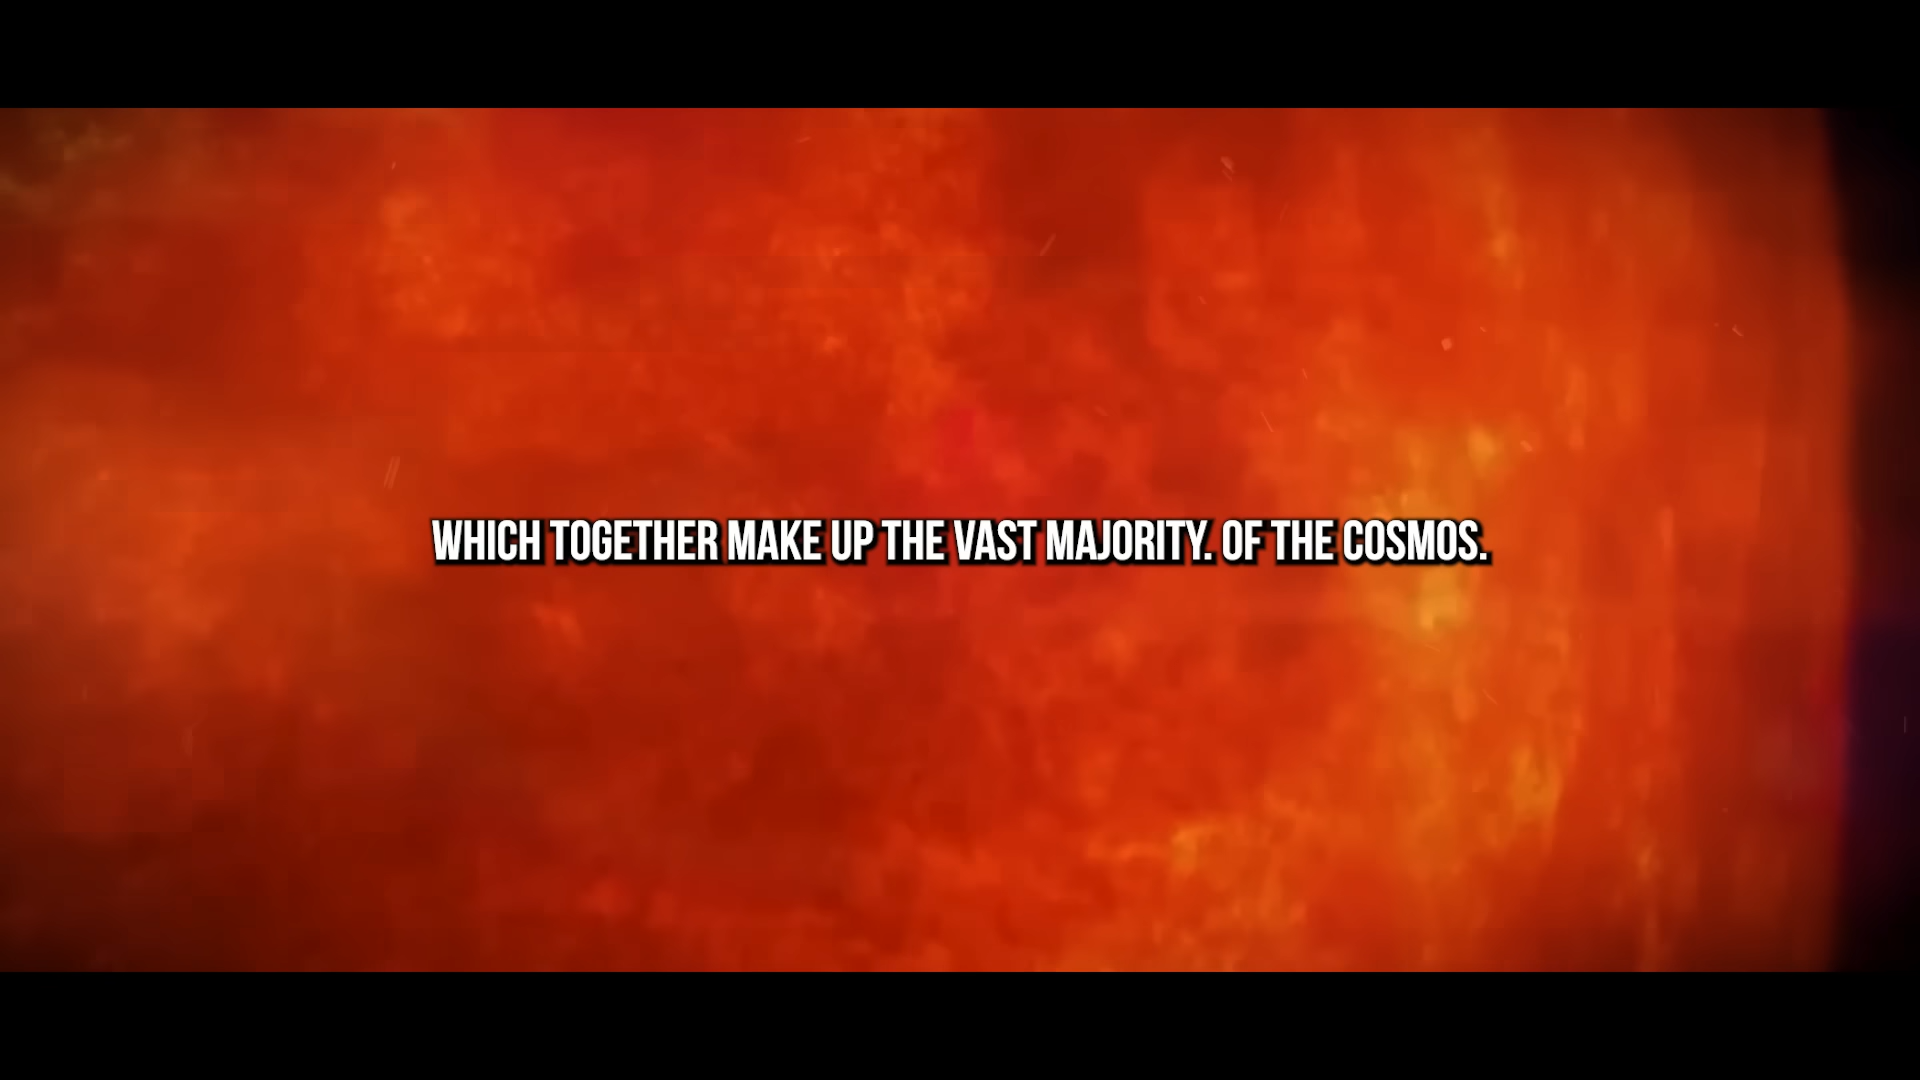 WHICH TOGETHER MAKE UP THE VAST MAJORITY. OF THE COSMOS.